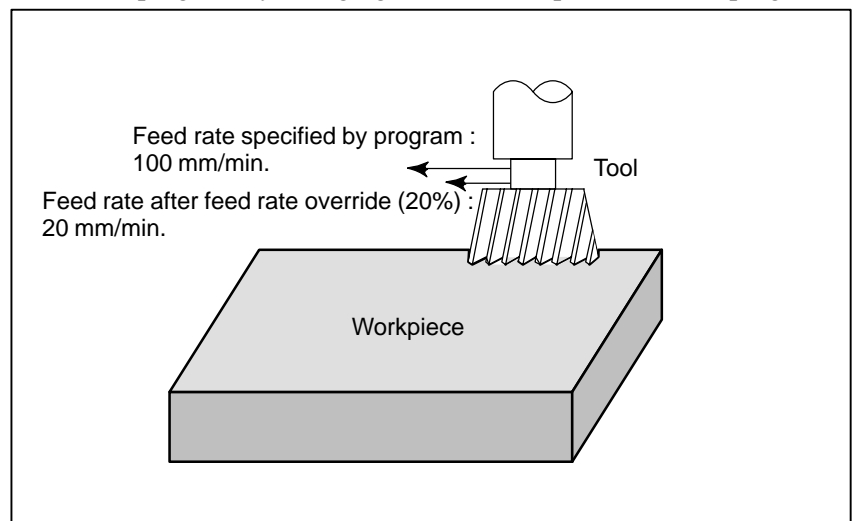 Feed rate specified by program :
100 mm/min.
Tool
Feed rate after feed rate override (20%) :
20 mm/min.
Workpiece